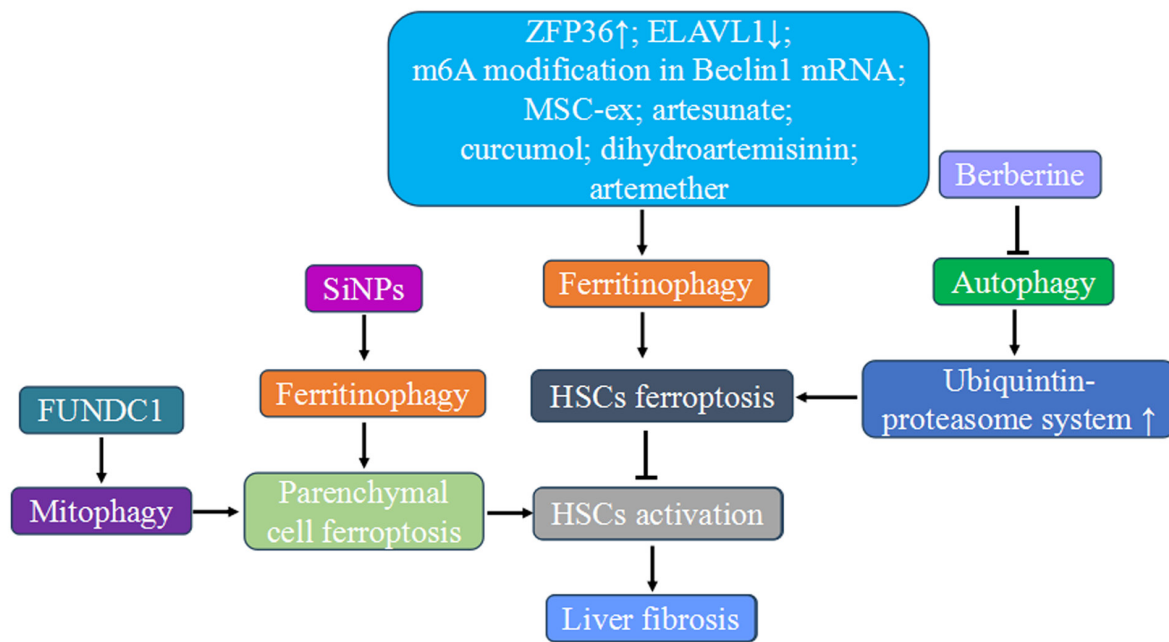 ZFP36↑; ELAVL1↓;
m6A modification in Beclin1 mRNA;
MSC-ex; artesunate;
curcumol; dihydroartemisinin;
artemether
Berberine
SiNPs
Ferritinophagy
Autophagy
FUNDC1
Ferritinophagy
HSCs ferroptosis
Ubiquintin-
proteasome system ↑
Mitophagy
Parenchymal
cell ferroptosis
HSCs activation
Liver fibrosis